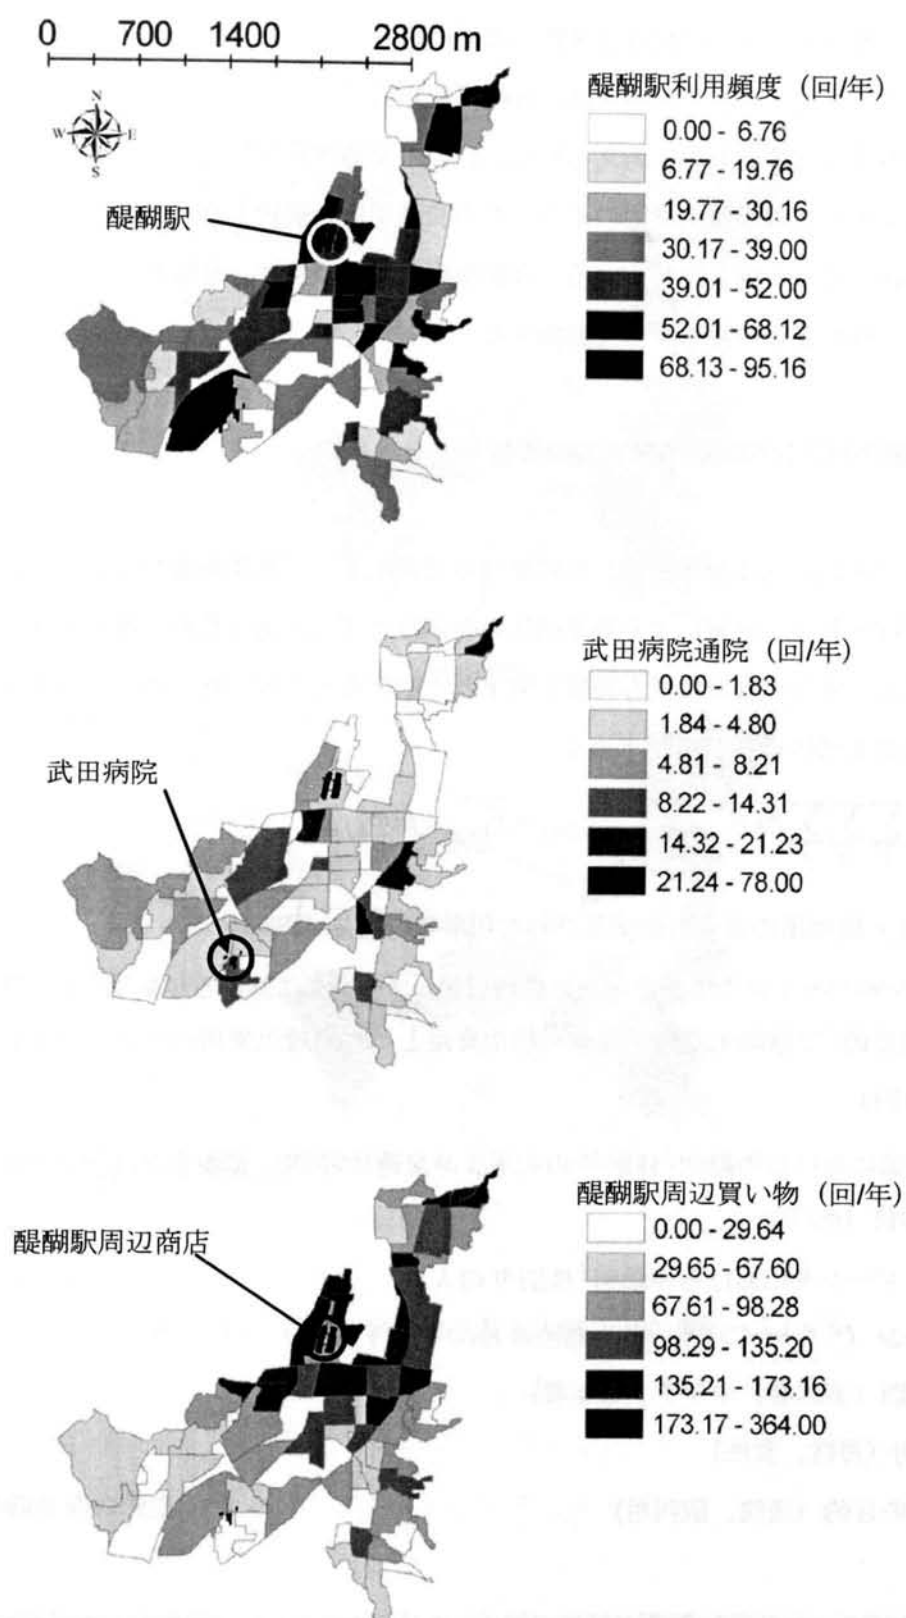 0 700 1400 2800 m
N
W E
S
醍醐駅
醍醐駅利用頻度 (回/年)
0.00 - 6.76
6.77 - 19.76
19.77 - 30.16
30.17 - 39.00
39.01 - 52.00
52.01 - 68.12
68.13 - 95.16
武田病院
武田病院通院 (回/年)
0.00 - 1.83
1.84 - 4.80
4.81 - 8.21
8.22 - 14.31
14.32 - 21.23
21.24 - 78.00
醍醐駅周辺商店
醍醐駅周辺買い物 (回/年)
0.00 - 29.64
29.65 - 67.60
67.61 - 98.28
98.29 - 135.20
135.21 - 173.16
173.17 - 364.00